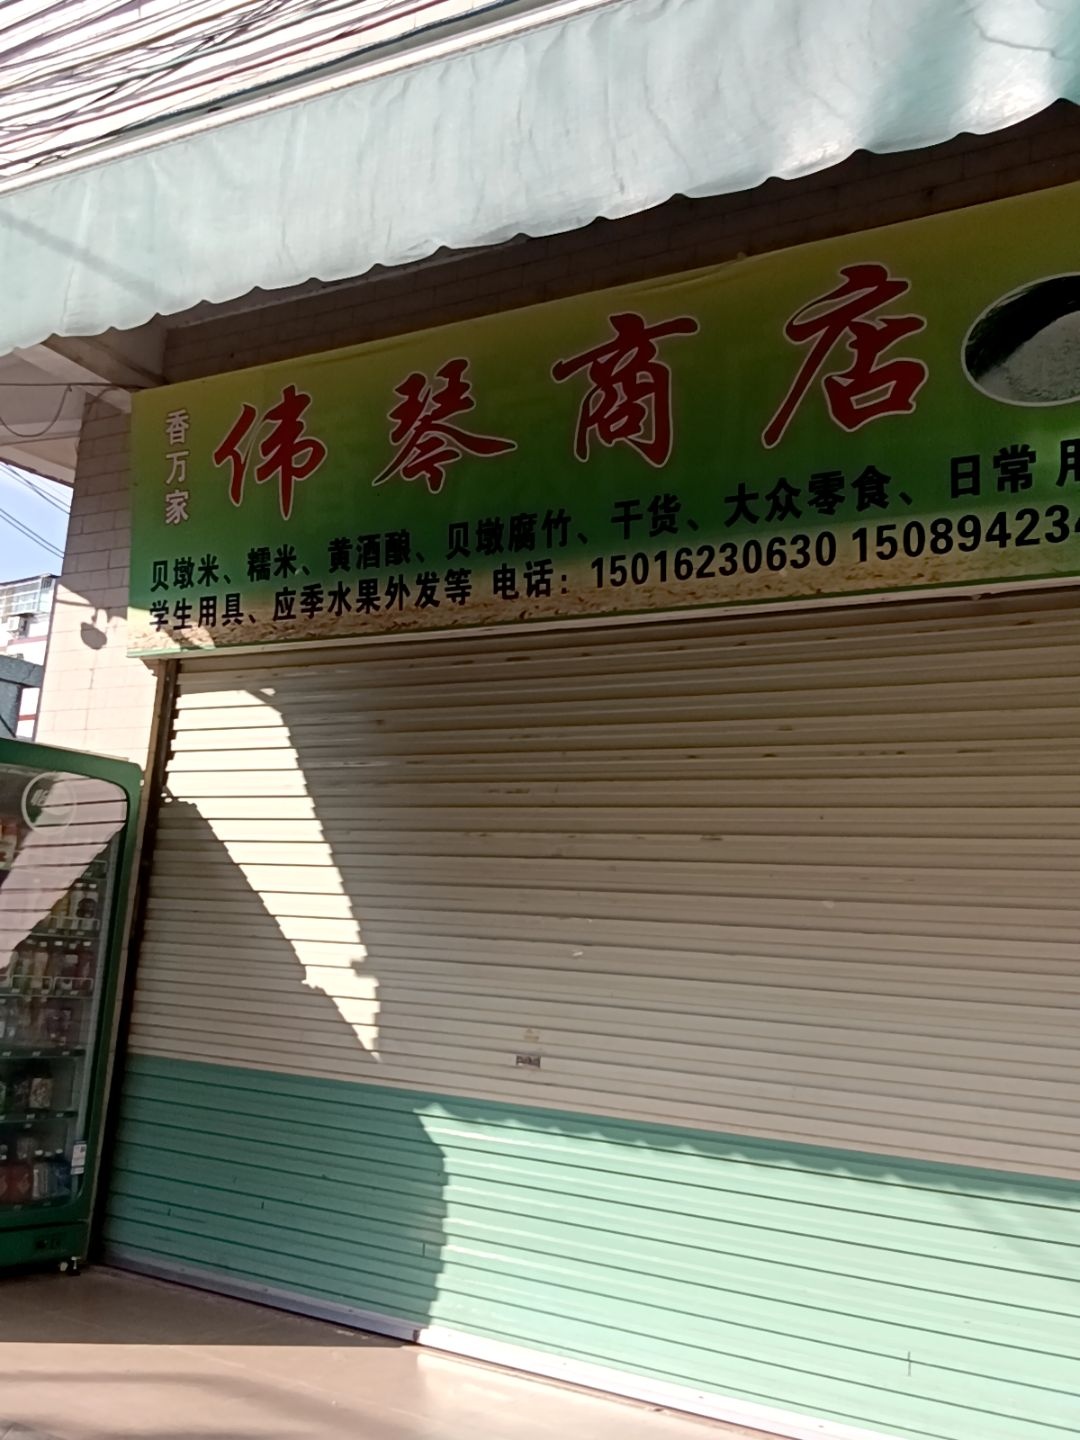 香万家
伟琴商店
贝墩米、糯米、黄酒酿、贝墩腐竹、干货、大众零食、日常用
学生用具、应季水果外发等 电话：15016230630 15089423